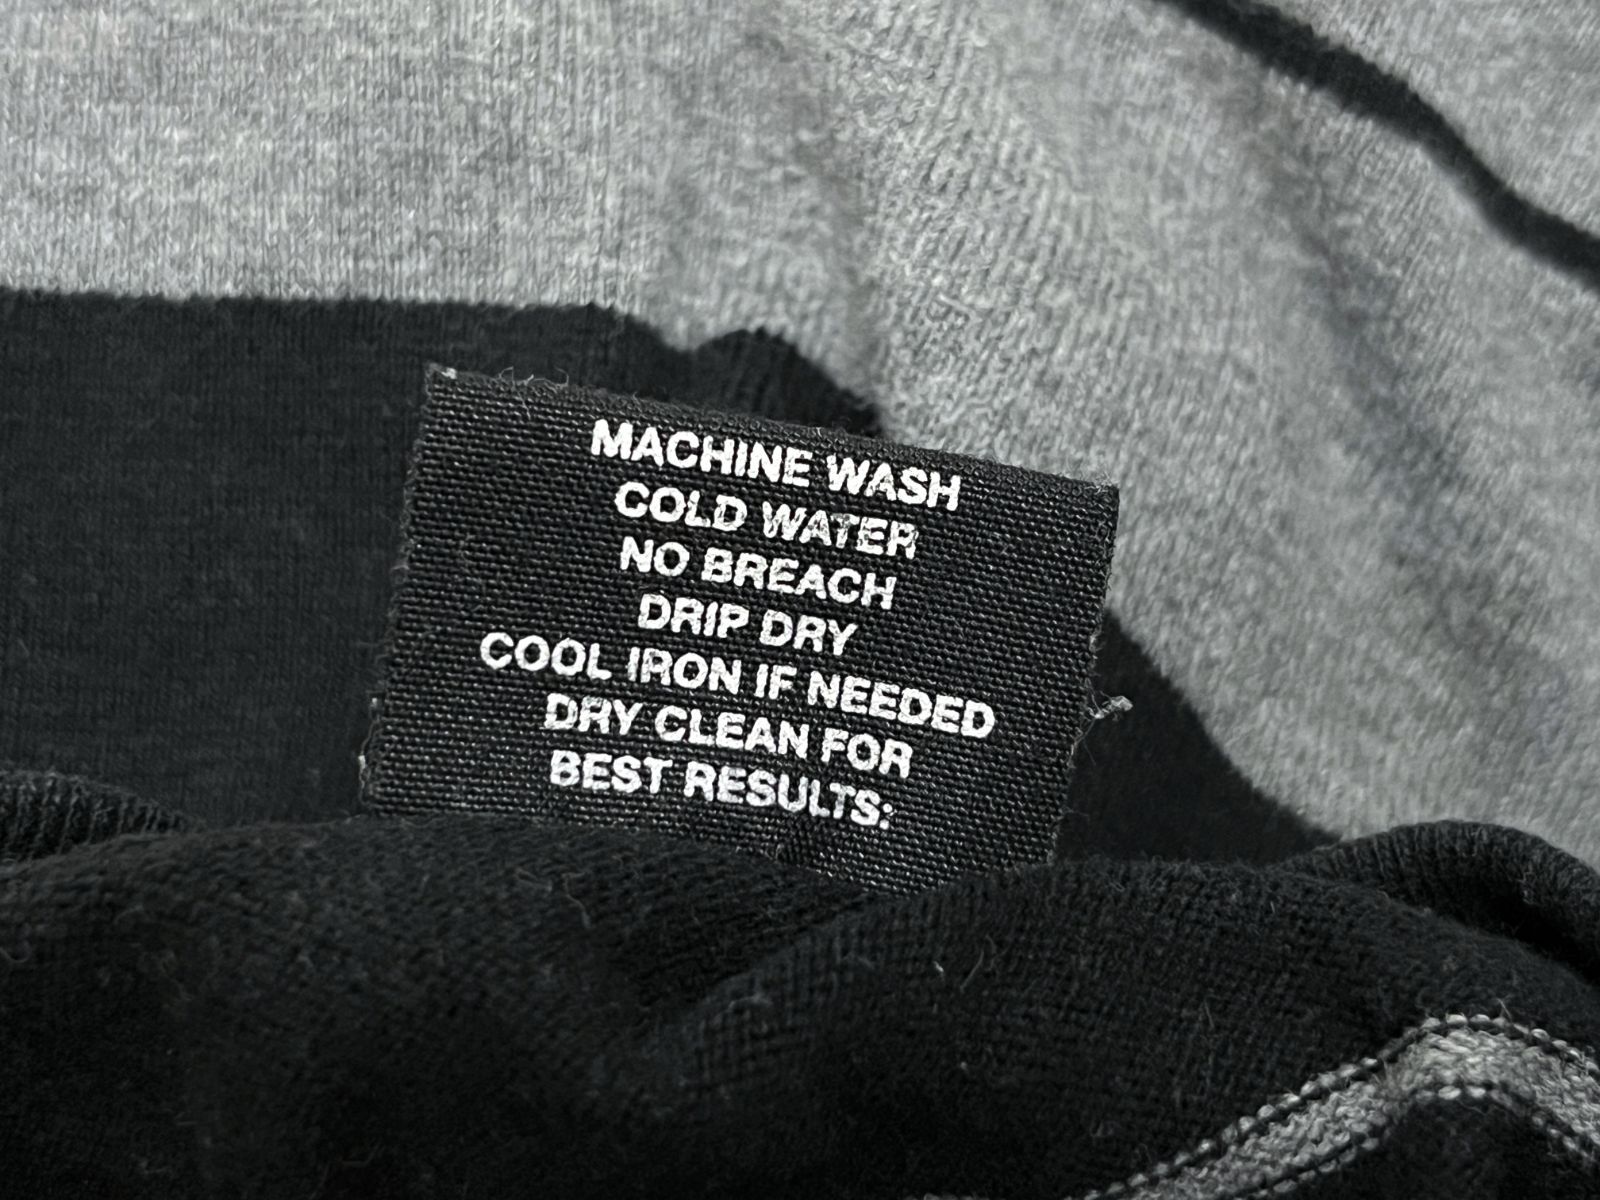 MACHINE WASH
COLD WATER
NO BREACH
DRIP DRY
COOL IRON IF NEEDED
DRY CLEAN FOR
BEST RESULTS: